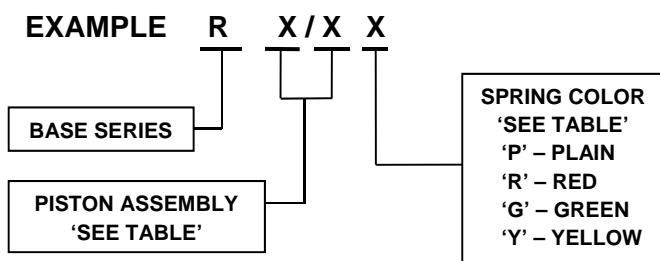 EXAMPLE R X / X X
BASE SERIES
PISTON ASSEMBLY
‘SEE TABLE’
SPRING COLOR
‘SEE TABLE’
‘P’ – PLAIN
‘R’ – RED
‘G’ – GREEN
‘Y’ – YELLOW